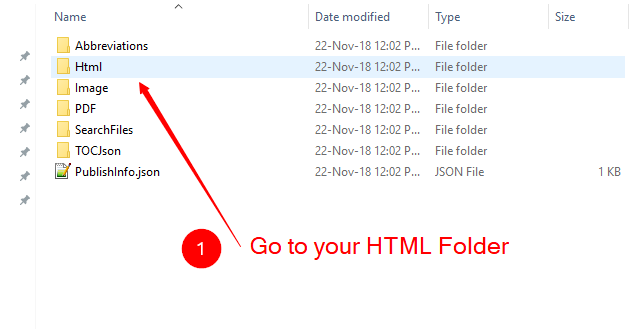 Name Date modified Type Size
Abbreviations 22-Nov-18 12:02 P... File folder
Html 22-Nov-18 12:02 P... File folder
Image 22-Nov-18 12:02 P... File folder
PDF 22-Nov-18 12:02 P... File folder
SearchFiles 22-Nov-18 12:02 P... File folder
TOCJson 22-Nov-18 12:02 P... File folder
PublishInfo.json 22-Nov-18 12:02 P... JSON File 1 KB
1 Go to your HTML Folder